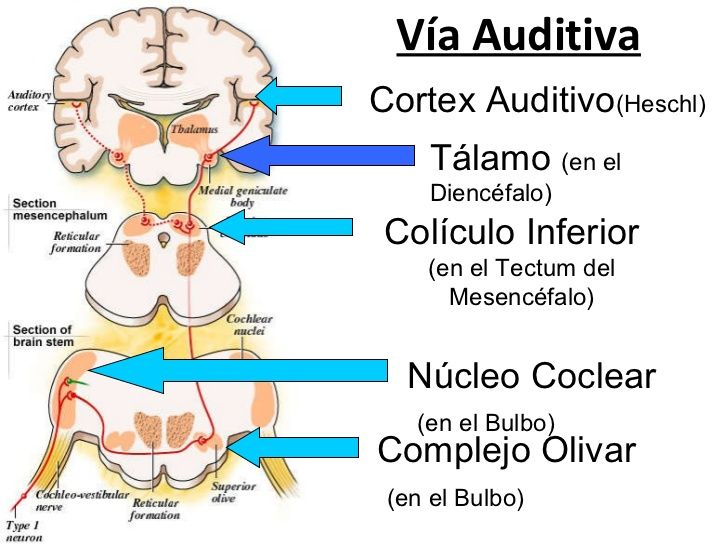 Vía Auditiva
Auditory
cortex
Cortex Auditivo(Heschl)
Thalamus
Tálamo (en el
Diencéfalo)
Medial geniculate
body
Section
mesencephalum
Reticular
formation
Colículo Inferior
(en el Tectum del
Mesencéfalo)
Section of
brain stem
Cochlear
nuclei
Núcleo Coclear
(en el Bulbo)
Complejo Olivar
(en el Bulbo)
Cochleo-vestibular
nerve
Reticular
formation
Superior
olive
Type 1
neuron